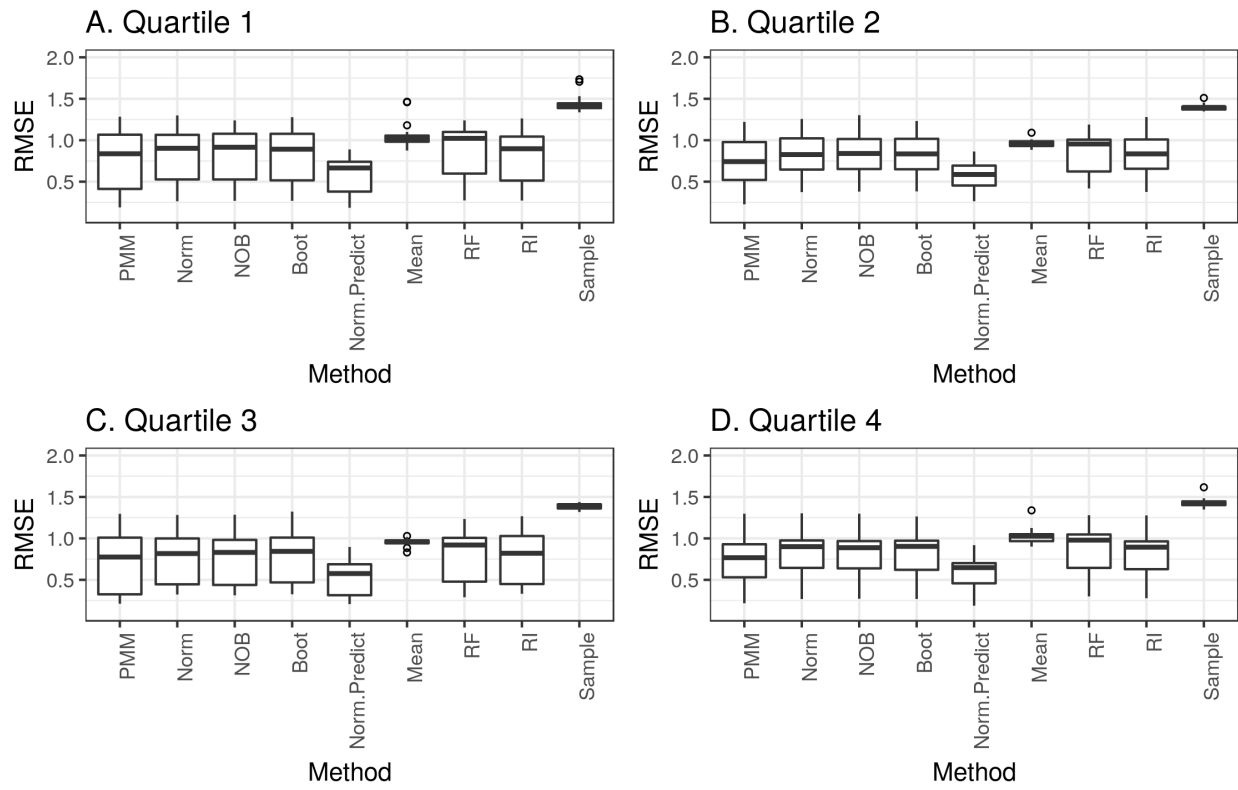 A. Quartile 1
RMSE
2.0
1.5
1.0
0.5
PMM
Norm
NOB
Boot
Norm.Predict
Mean
RF
RI
Sample
Method
B. Quartile 2
RMSE
2.0
1.5
1.0
0.5
PMM
Norm
NOB
Boot
Norm.Predict
Mean
RF
RI
Sample
Method
C. Quartile 3
RMSE
2.0
1.5
1.0
0.5
PMM
Norm
NOB
Boot
Norm.Predict
Mean
RF
RI
Sample
Method
D. Quartile 4
RMSE
2.0
1.5
1.0
0.5
PMM
Norm
NOB
Boot
Norm.Predict
Mean
RF
RI
Sample
Method